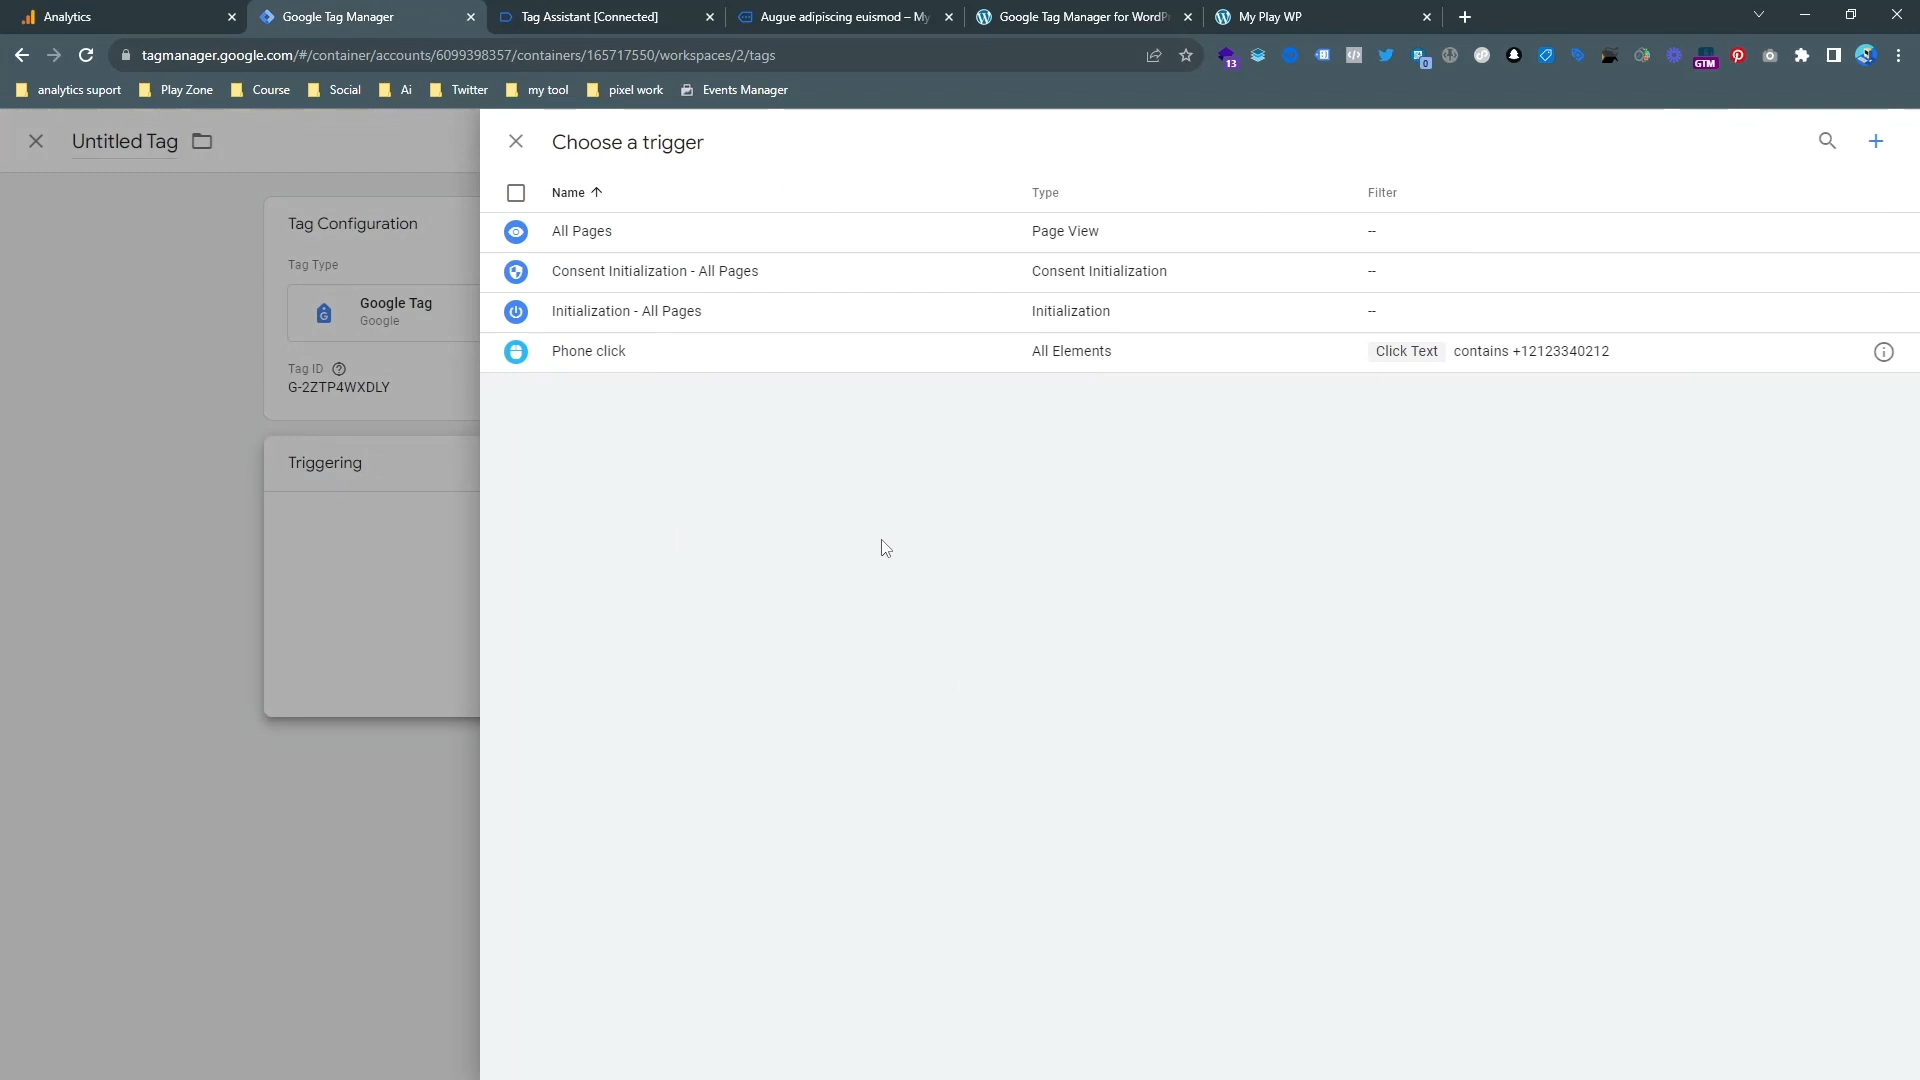 Analytics
Google Tag Manager
Tag Assistant [Connected]
Augue adipiscing euismod – My
Google Tag Manager for WordPr
My Play WP
tagmanager.google.com/#/container/accounts/6099398357/containers/165717550/workspaces/2/tags
13
0
GTM
analytics suport
Play Zone
Course
Social
Ai
Twitter
my tool
pixel work
Events Manager
Untitled Tag
Choose a trigger
Name
Type
Filter
All Pages
Page View
--
Consent Initialization - All Pages
Consent Initialization
--
Initialization - All Pages
Initialization
--
Phone click
All Elements
Click Text contains +12123340212
Tag Configuration
Tag Type
Google Tag
Google
Tag ID
G-2ZTP4WXDLY
Triggering